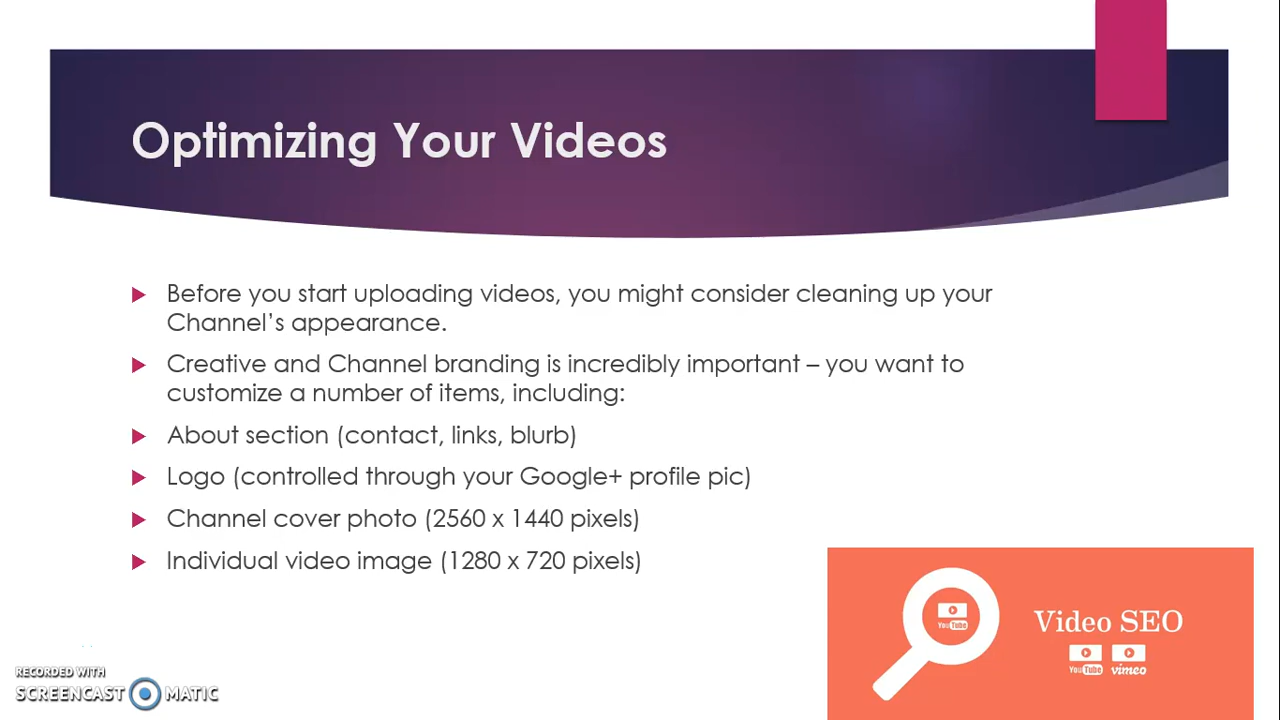 Optimizing Your Videos
Before you start uploading videos, you might consider cleaning up your
Channel's appearance.
Creative and Channel branding is incredibly important – you want to
customize a number of items, including:
About section (contact, links, blurb)
Logo (controlled through your Google+ profile pic)
Channel cover photo (2560 x 1440 pixels)
Individual video image (1280 x 720 pixels)
YouTube
Video SEO
YouTube vimeo
RECORDED WITH
SCREENCAST MATIC